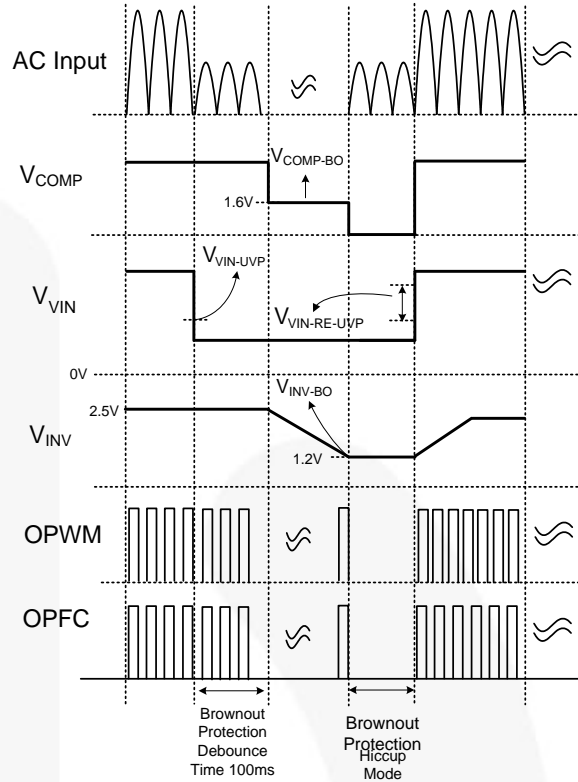 AC Input
VCOMP
VCOMP-BO
1.6V
VVIN-UVP
VVIN
VVIN-RE-UVP
0V
VINV-BO
2.5V
VINV
1.2V
OPWM
OPFC
Brownout
Protection
Debounce
Time 100ms
Brownout
Protection
Hiccup
Mode